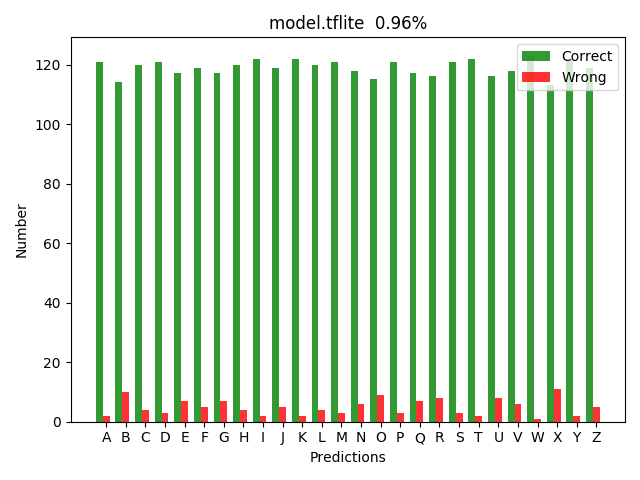 model.tflite 0.96%
Correct
Wrong
Number
120
100
80
60
40
20
0
A B C D E F G H I J K L M N O P Q R S T U V W X Y Z
Predictions